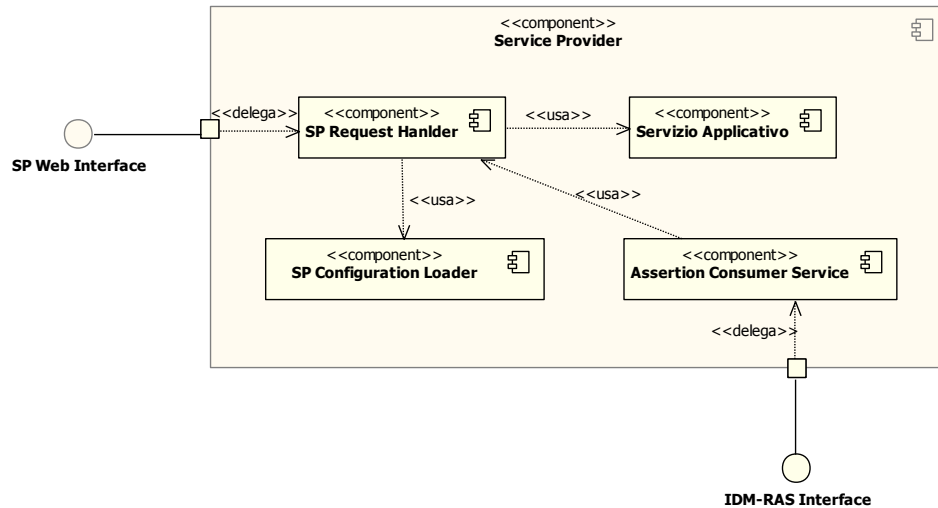 <<component>>
Service Provider
<<delega>>
<<component>>
SP Request Hanlder
<<usa>>
<<component>>
Servizio Applicativo
SP Web Interface
<<usa>>
<<usa>>
<<component>>
SP Configuration Loader
<<component>>
Assertion Consumer Service
<<delega>>
IDM-RAS Interface